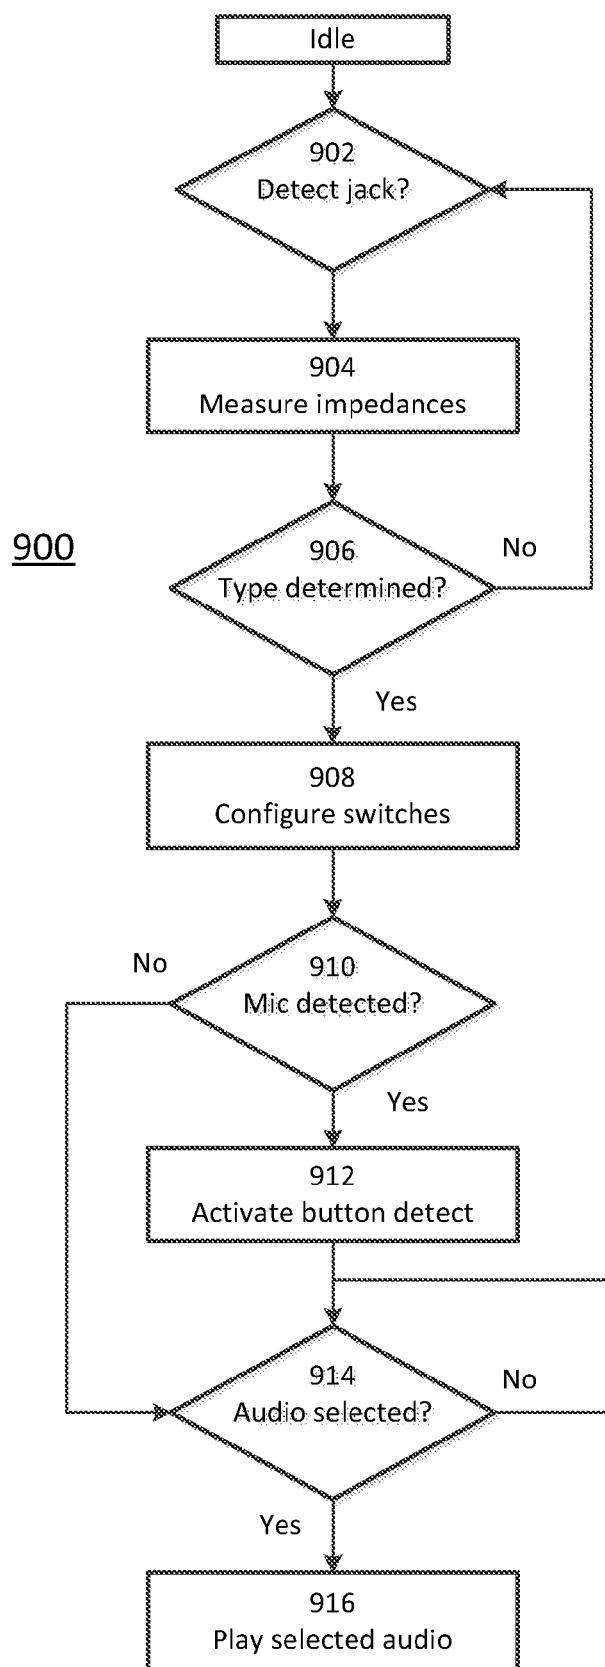 Idle
902
Detect jack?
904
Measure impedances
900
906
Type determined?
No
Yes
908
Configure switches
No
910
Mic detected?
Yes
912
Activate button detect
914
Audio selected?
No
Yes
916
Play selected audio